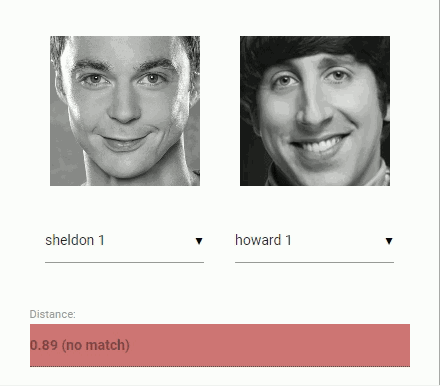 sheldon 1
howard 1
Distance:
0.89 (no match)